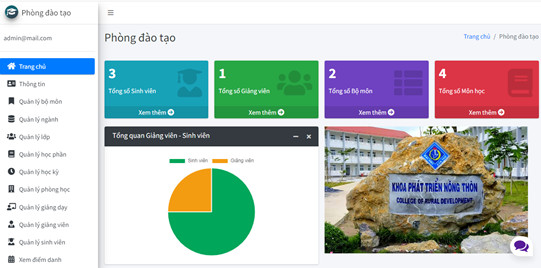 Phòng đào tạo
admin@mail.com
Trang chủ
Thông tin
Quản lý bộ môn
Quản lý ngành
Quản lý lớp
Quản lý học phần
Quản lý học kỳ
Quản lý phòng học
Quản lý giảng dạy
Quản lý giảng viên
Quản lý sinh viên
Xem điểm danh
Phòng đào tạo
Trang chủ / Phòng đào tạo
3
Tổng số Sinh viên
Xem thêm
1
Tổng số Giảng viên
Xem thêm
2
Tổng số Bộ môn
Xem thêm
4
Tổng số Môn học
Xem thêm
Tổng quan Giảng viên - Sinh viên
Sinh viên
Giảng viên
KHOA PHÁT TRIỂN NÔNG THÔN
COLLEGE OF RURAL DEVELOPMENT